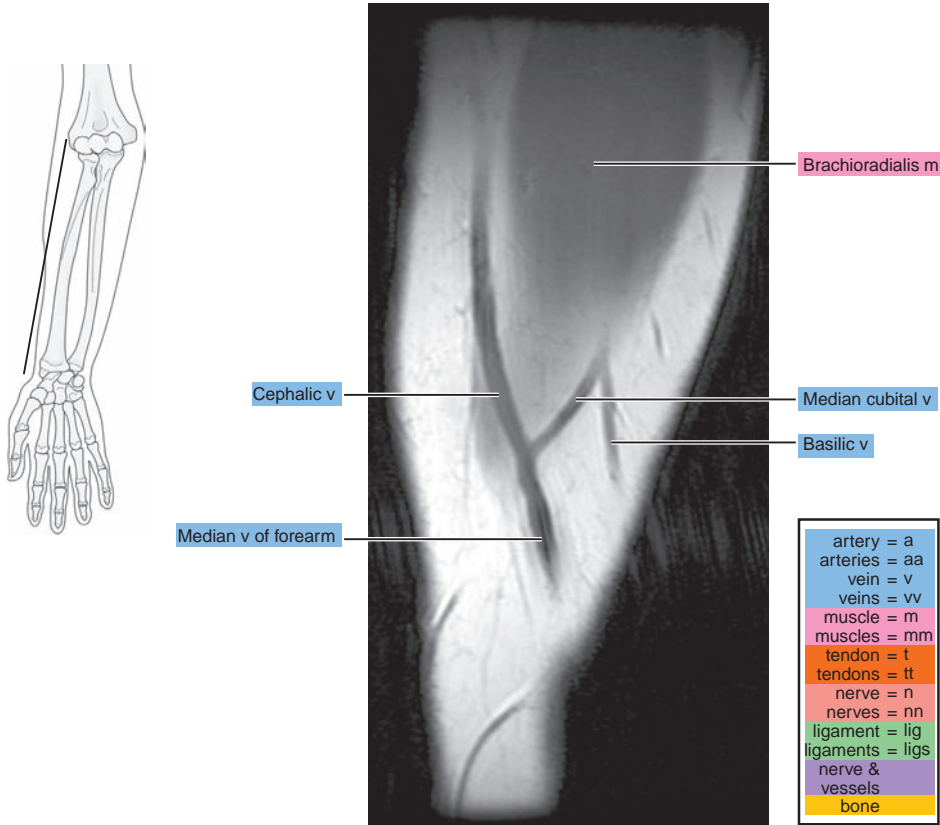 Brachioradialis m
Cephalic v
Median cubital v
Basilic v
Median v of forearm
artery = a
arteries = aa
vein = v
veins = vv
muscle = m
muscles = mm
tendon = t
tendons = tt
nerve = n
nerves = nn
ligament = lig
ligaments = ligs
nerve &
vessels
bone